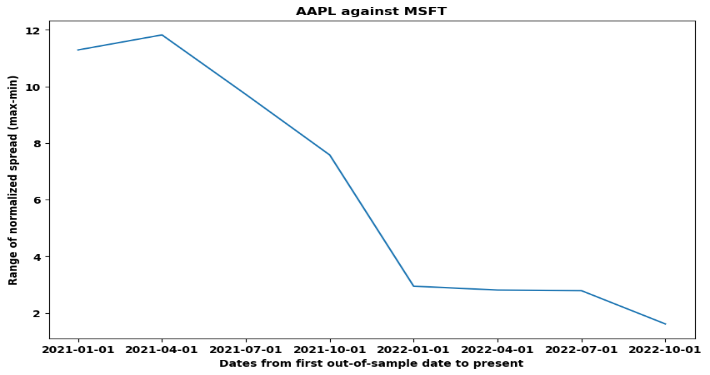 AAPL against MSFT
Range of normalized spread (max-min)
12
10
8
6
4
2
2021-01-01 2021-04-01 2021-07-01 2021-10-01 2022-01-01 2022-04-01 2022-07-01 2022-10-01
Dates from first out-of-sample date to present